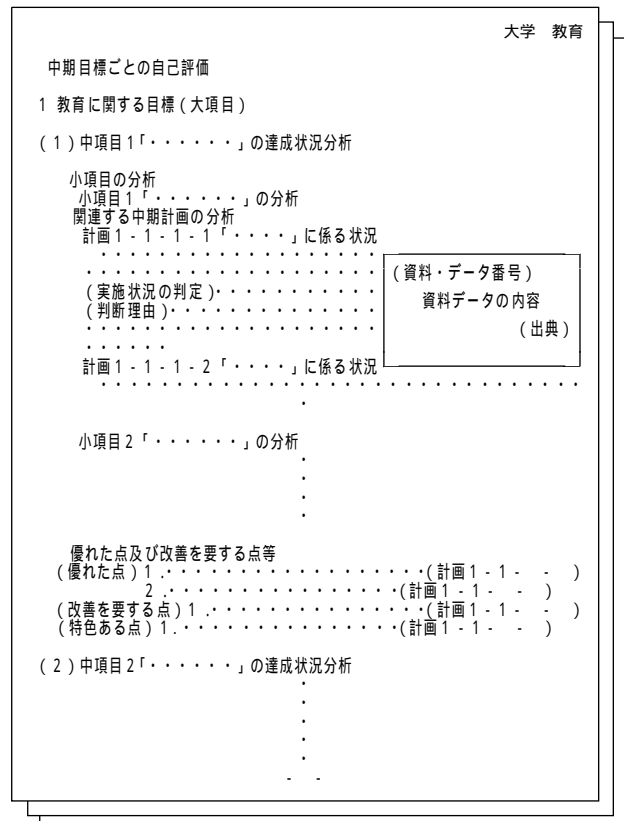 大学　教育
中期目標ごとの自己評価
1 教育に関する目標(大項目)
(1)中項目1「・・・・・・」の達成状況分析
小項目の分析
小項目1「・・・・・・」の分析
関連する中期計画の分析
計画1-1-1-1「・・・・」に係る状況
・・・・・・・・・・・・・・・・・・・
・・・・・・・・・・・・・・・・・・・・
(実施状況の判定)・・・・・・・・・・・
(判断理由)・・・・・・・・・・・・・・
・・・・・・・・・・・・・・・・・・・・
・・・・・・
(資料・データ番号)
資料データの内容
(出典)
計画1-1-1-2「・・・・」に係る状況
・・・・・・・・・・・・・・・・・・・・・・・・・・・・・・・・・
・
小項目2「・・・・・・」の分析
・
・
・
・
優れた点及び改善を要する点等
(優れた点)1.・・・・・・・・・・・・・・・・・・(計画1-1-　-　)
2.・・・・・・・・・・・・・・・・(計画1-1-　-　)
(改善を要する点)1.・・・・・・・・・・・・・・・(計画1-1-　-　)
(特色ある点)1.・・・・・・・・・・・・・・・(計画1-1-　-　)
(2)中項目2「・・・・・・」の達成状況分析
・
・
・
・
・
-　-